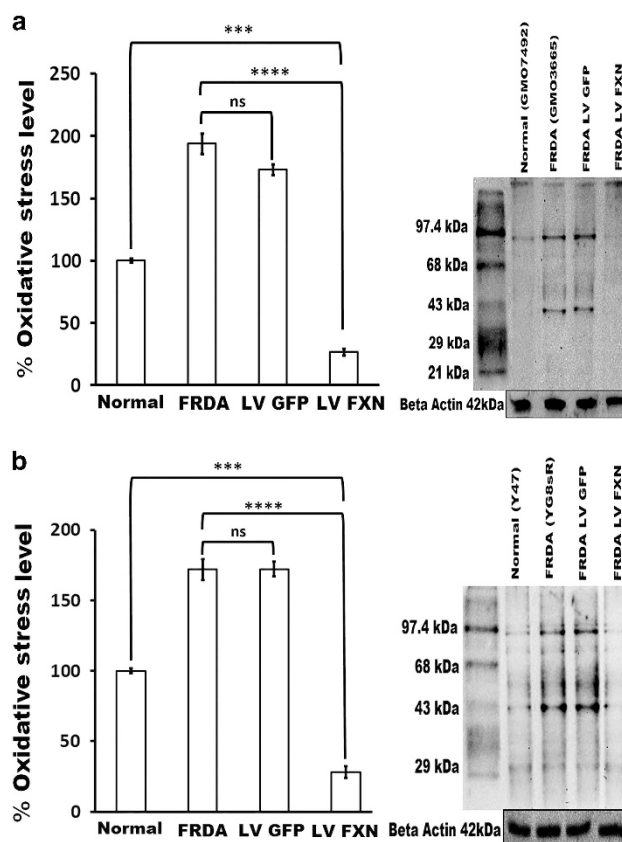 a
***
****
ns
250
200
150
100
50
0
% Oxidative stress level
Normal FRDA LV GFP LV FXN
Normal (GMO7492)
FRDA (GMO3665)
FRDA LV GFP
FRDA LV FXN
97.4 kDa
68 kDa
43 kDa
29 kDa
21 kDa
Beta Actin 42kDa
b
***
****
ns
200
150
100
50
0
% Oxidative stress level
Normal FRDA LV GFP LV FXN
Normal (Y47)
FRDA (YG8sR)
FRDA LV GFP
FRDA LV FXN
97.4 kDa
68 kDa
43 kDa
29 kDa
Beta Actin 42kDa